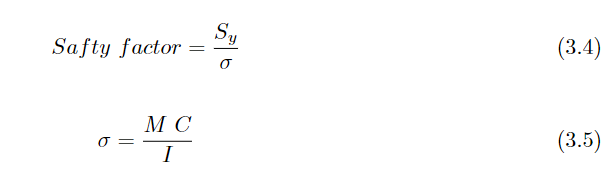 Safty factor = S_y / σ (3.4)
σ = M C / I (3.5)